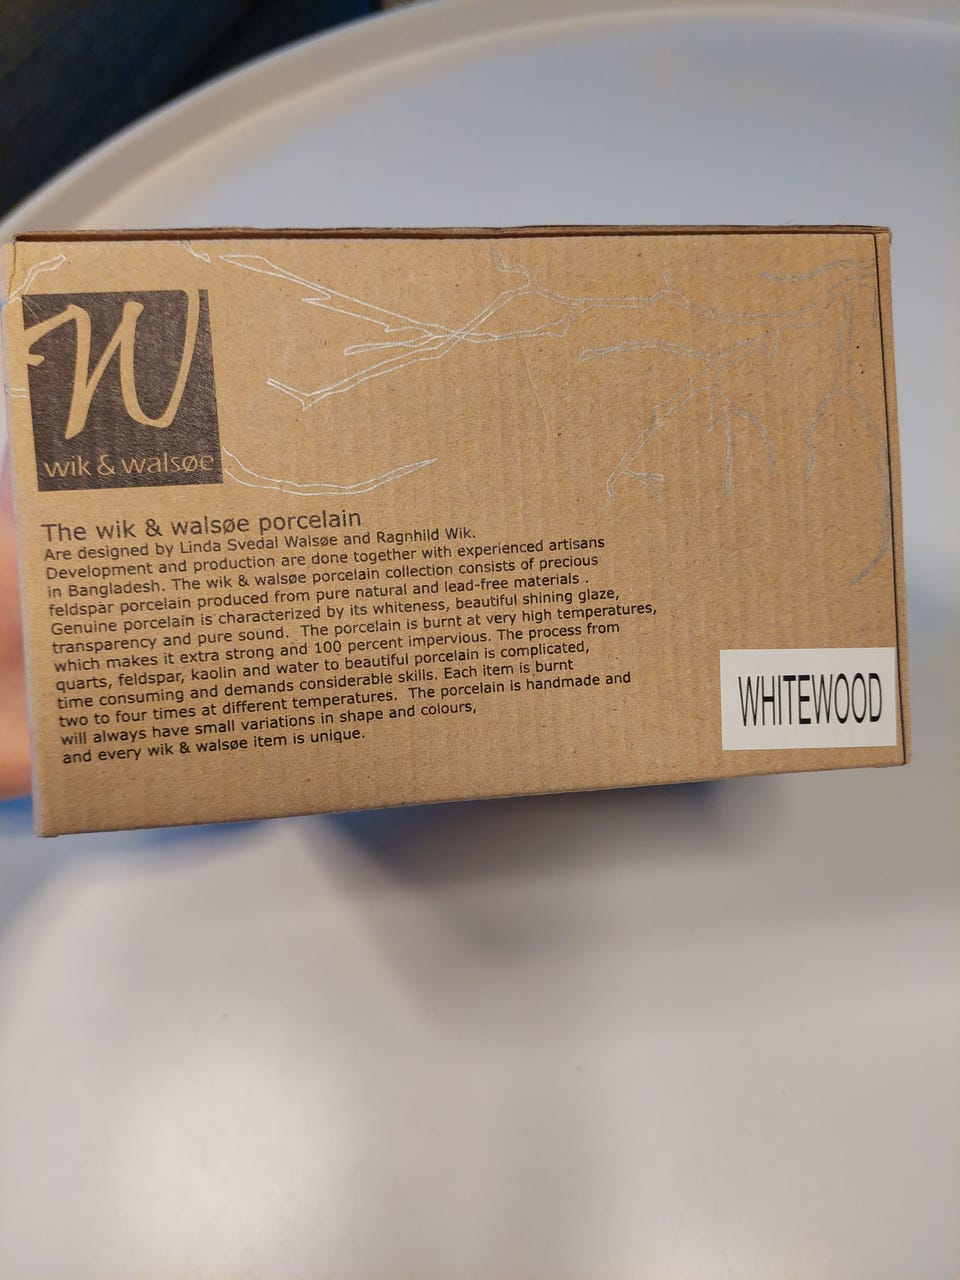 W
wik & walsøe
The wik & walsøe porcelain
Are designed by Linda Svedal Walsøe and Ragnhild Wik.
Development and production are done together with experienced artisans
in Bangladesh. The wik & walsøe porcelain collection consists of precious
feldspar porcelain produced from pure natural and lead-free materials .
Genuine porcelain is characterized by its whiteness, beautiful shining glaze,
transparency and pure sound. The porcelain is burnt at very high temperatures,
which makes it extra strong and 100 percent impervious. The process from
quarts, feldspar, kaolin and water to beautiful porcelain is complicated,
time consuming and demands considerable skills. Each item is burnt
two to four times at different temperatures. The porcelain is handmade and
will always have small variations in shape and colours,
and every wik & walsøe item is unique.
WHITEWOOD